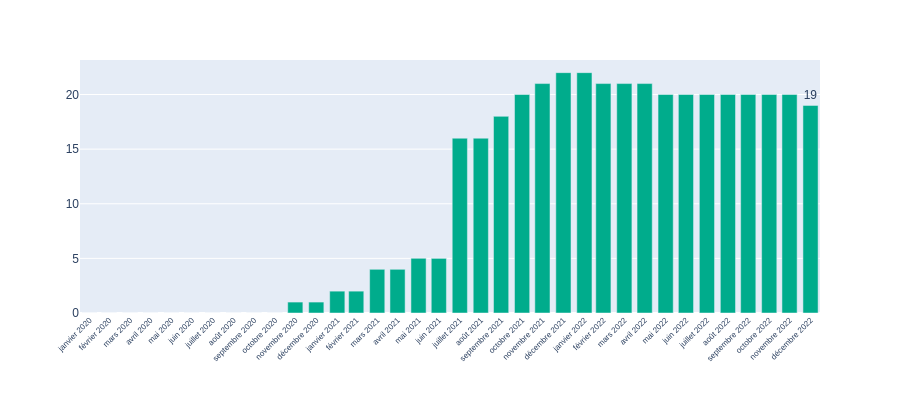 20
19
15
10
5
0
janvier 2020
février 2020
mars 2020
avril 2020
mai 2020
juin 2020
juillet 2020
août 2020
septembre 2020
octobre 2020
novembre 2020
décembre 2020
janvier 2021
février 2021
mars 2021
avril 2021
mai 2021
juin 2021
juillet 2021
août 2021
septembre 2021
octobre 2021
novembre 2021
décembre 2021
janvier 2022
février 2022
mars 2022
avril 2022
mai 2022
juin 2022
juillet 2022
août 2022
septembre 2022
octobre 2022
novembre 2022
décembre 2022